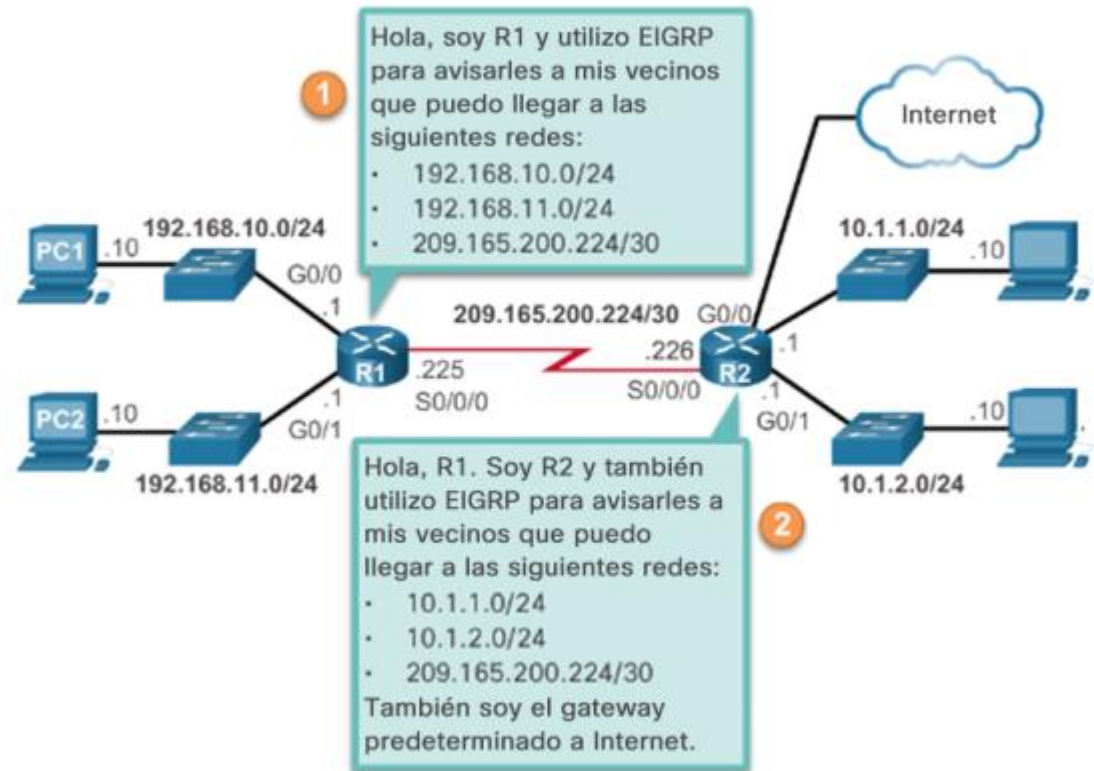 Hola, soy R1 y utilizo EIGRP
para avisarles a mis vecinos
que puedo llegar a las
siguientes redes:
· 192.168.10.0/24
· 192.168.11.0/24
· 209.165.200.224/30
1
Internet
192.168.10.0/24
PC1
.10
G0/0
.1
R1
.225
S0/0/0
209.165.200.224/30
G0/0
.226
S0/0/0
R2
.1
10.1.1.0/24
.10
PC2
.10
.1
G0/1
192.168.11.0/24
.1
G0/1
.10
.
10.1.2.0/24
Hola, R1. Soy R2 y también
utilizo EIGRP para avisarles a
mis vecinos que puedo
llegar a las siguientes redes:
· 10.1.1.0/24
· 10.1.2.0/24
· 209.165.200.224/30
También soy el gateway
predeterminado a Internet.
2